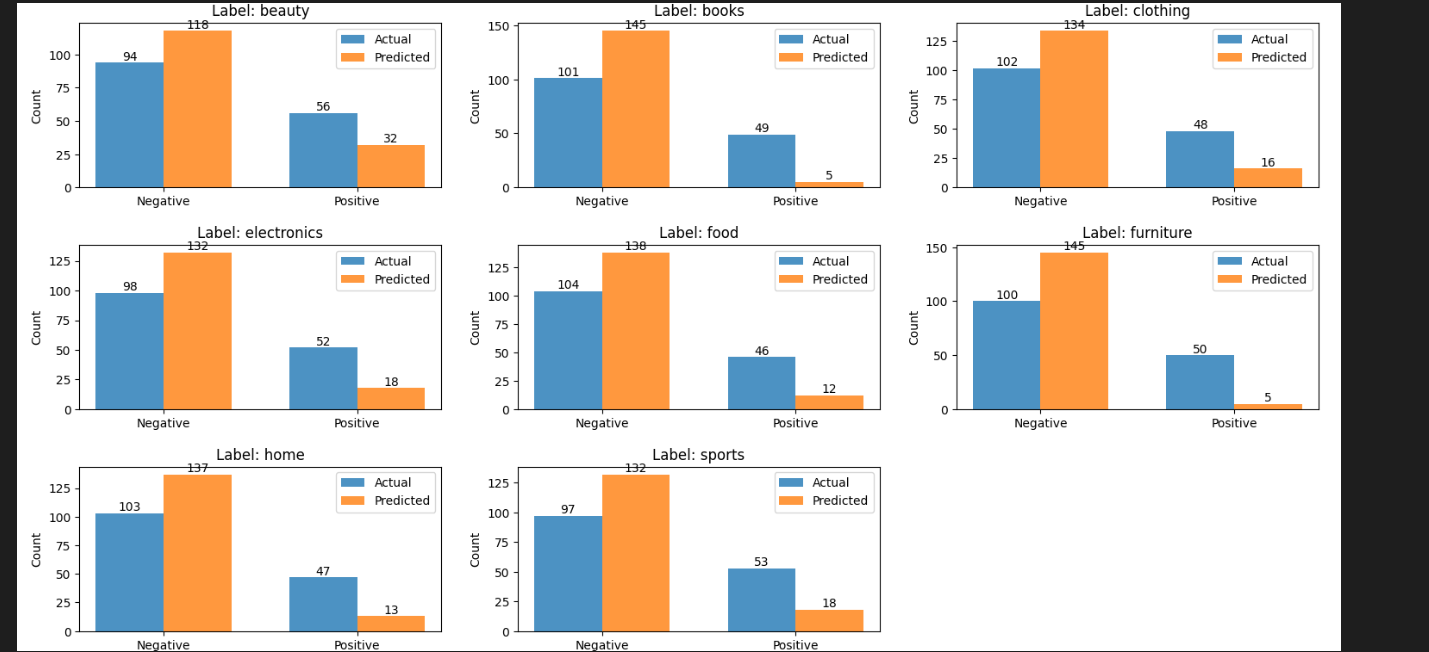 Label: beauty
118
94
56
32
100
75
50
25
0
Count
Negative
Positive
Actual
Predicted
Label: books
145
101
49
5
150
100
50
0
Count
Negative
Positive
Actual
Predicted
Label: clothing
134
102
48
16
125
100
75
50
25
0
Count
Negative
Positive
Actual
Predicted
Label: electronics
132
98
52
18
125
100
75
50
25
0
Count
Negative
Positive
Actual
Predicted
Label: food
138
104
46
12
125
100
75
50
25
0
Count
Negative
Positive
Actual
Predicted
Label: furniture
145
100
50
5
150
100
50
0
Count
Negative
Positive
Actual
Predicted
Label: home
137
103
47
13
125
100
75
50
25
0
Count
Negative
Positive
Actual
Predicted
Label: sports
132
97
53
18
125
100
75
50
25
0
Count
Negative
Positive
Actual
Predicted